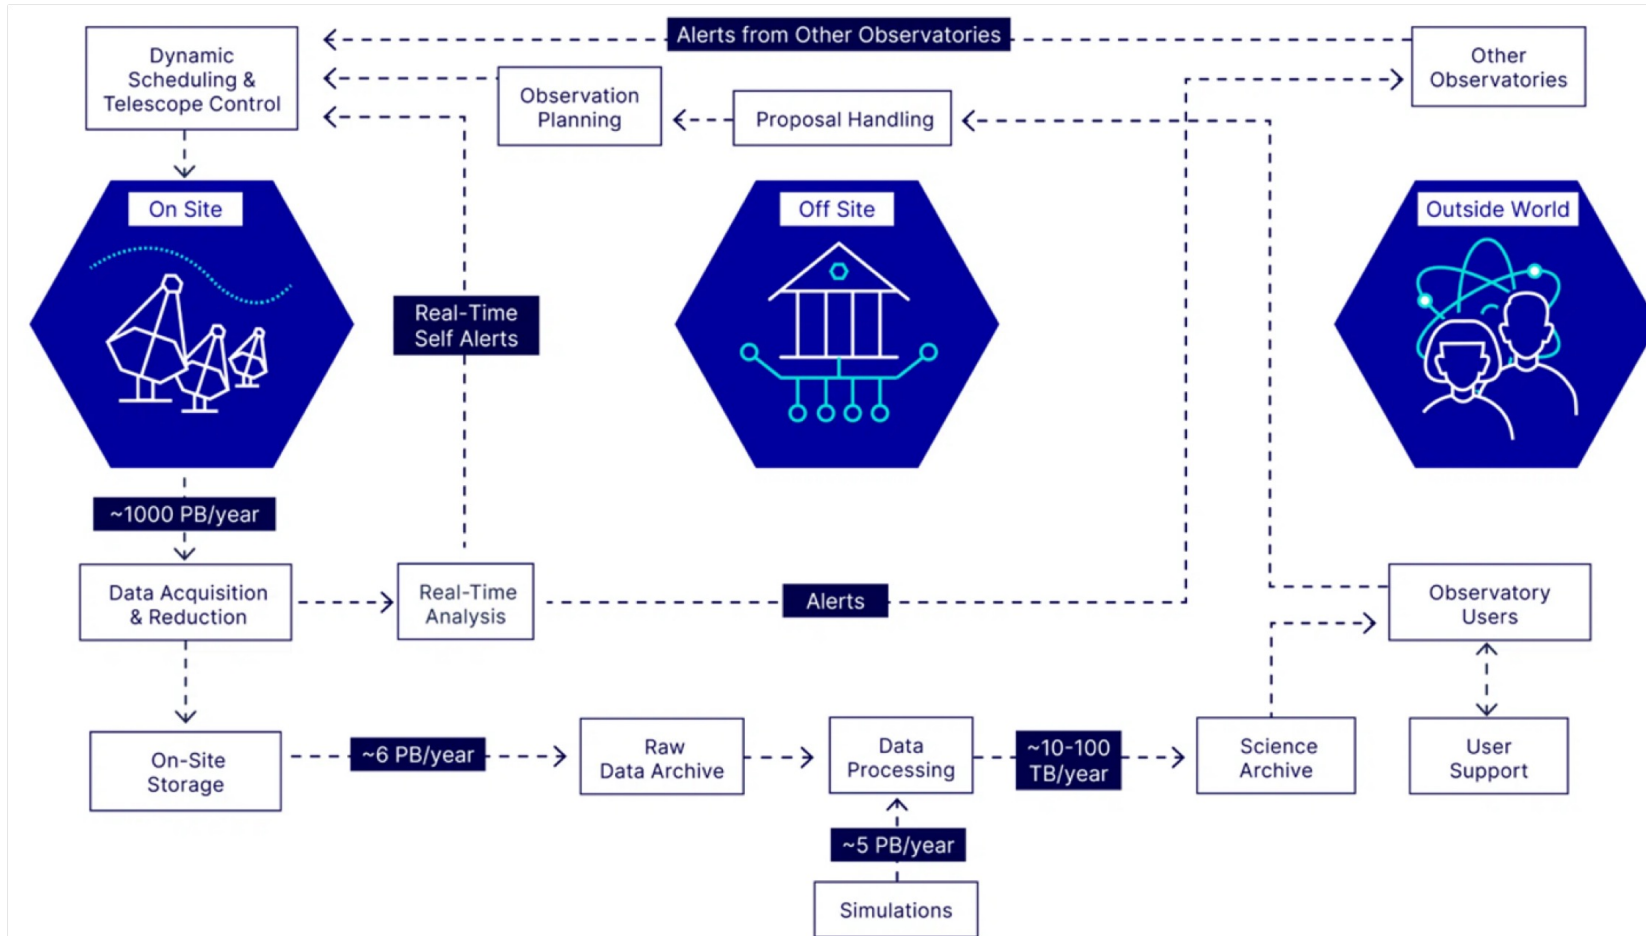 Alerts from Other Observatories
Dynamic
Scheduling &
Telescope Control
Observation
Planning
Proposal Handling
Other
Observatories
On Site
Off Site
Outside World
Real-Time
Self Alerts
~1000 PB/year
Data Acquisition
& Reduction
Real-Time
Analysis
Alerts
Observatory
Users
On-Site
Storage
~6 PB/year
Raw
Data Archive
Data
Processing
~10-100
TB/year
Science
Archive
User
Support
~5 PB/year
Simulations